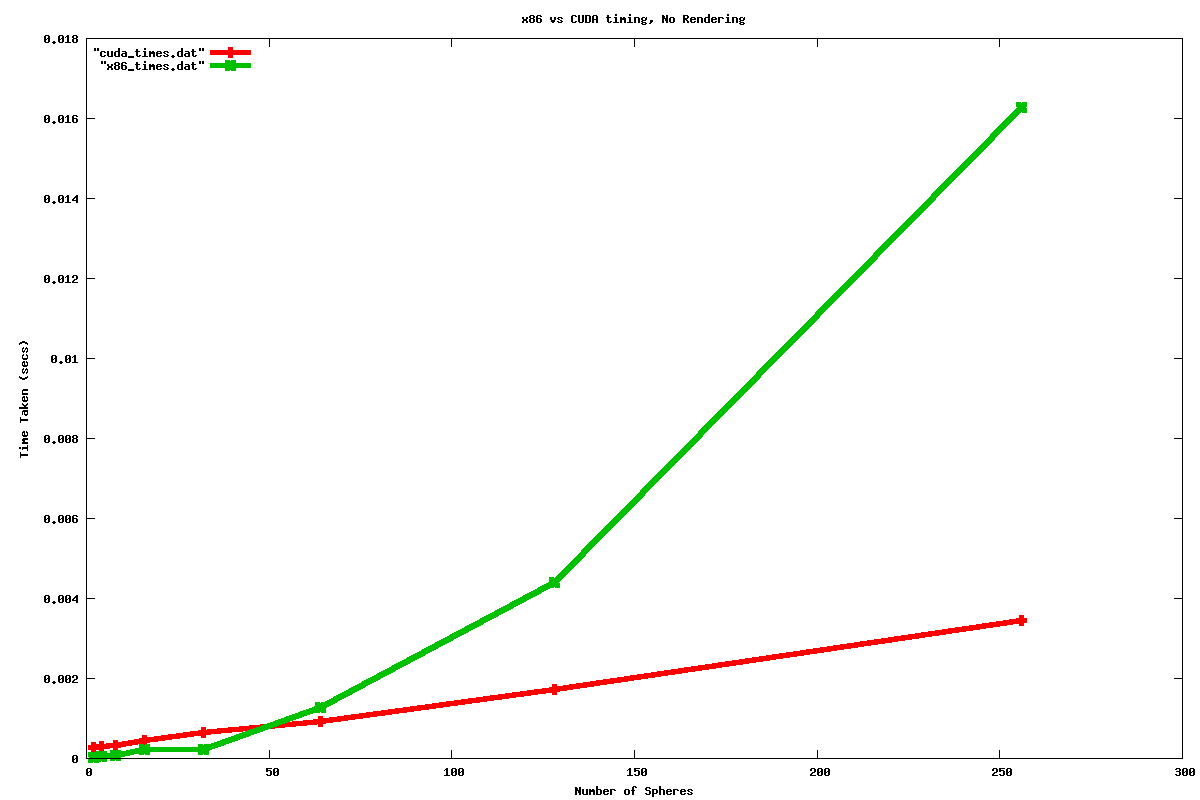 x86 vs CUDA timing, No Rendering
0.018
"cuda_times.dat"
"x86_times.dat"
0.016
0.014
0.012
0.01
0.008
0.006
0.004
0.002
0
Time Taken (secs)
0 50 100 150 200 250 300
Number of Spheres